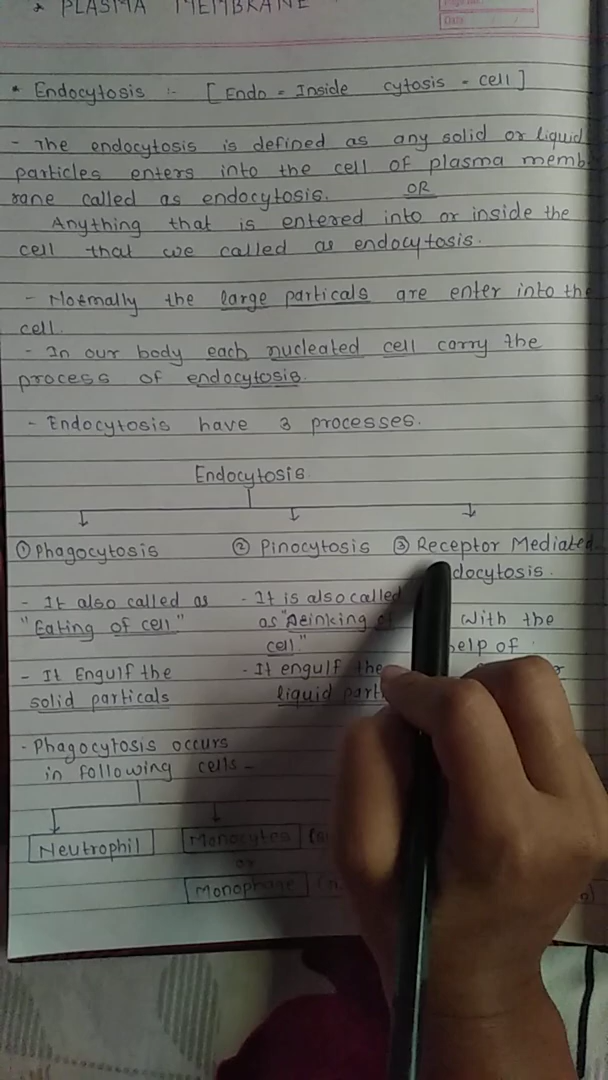 * PLASMA MEMBRANE
Date
* Endocytosis :- [Endo = Inside cytosis = cell]
- The endocytosis is defined as any solid or liquid
particles enters into the cell of plasma memb-
rane called as endocytosis. OR
Anything that is entered into or inside the
cell that we called as endocytosis.
- Normally the large particals are enter into the
cell.
- In our body each nucleated cell carry the
process of endocytosis.
- Endocytosis have 3 processes.
Endocytosis.
① Phagocytosis ② Pinocytosis ③ Receptor Mediated
docytosis.
- It also called as - It is also called
"Eating of cell" as "Drinking with the
cell" help of
- It Engulf the - It engulf the
solid particals liquid
- Phagocytosis occurs
in following cells -
Neutrophil Monocytes
or
Monophage